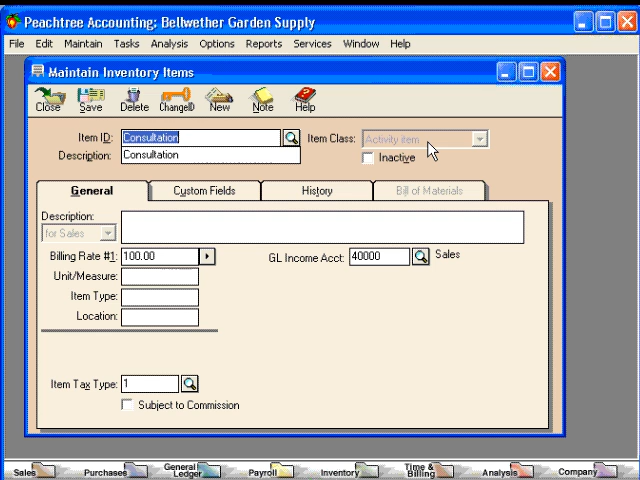 Peachtree Accounting: Bellwether Garden Supply
File Edit Maintain Tasks Analysis Options Reports Services Window Help
Maintain Inventory Items
Close Save Delete ChangeID New Note Help
Item ID: Consultation Item Class: Activity item
Description: Consultation Inactive
General Custom Fields History Bill of Materials
Description:
for Sales
Billing Rate #1: 100.00 GL Income Acct: 40000 Sales
Unit/Measure:
Item Type:
Location:
Item Tax Type: 1
Subject to Commission
Sales Purchases General Ledger Payroll Inventory Time & Billing Analysis Company